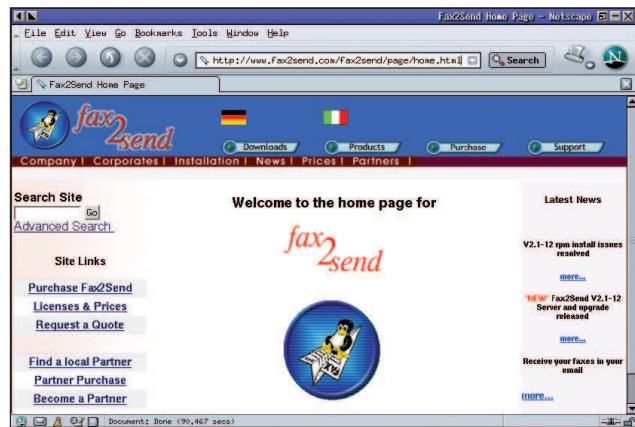 Fax2Send Home Page - Netscape
File Edit View Go Bookmarks Tools Window Help
http://www.fax2send.com/fax2send/page/home.html Search
Fax2Send Home Page
fax2send
Downloads Products Purchase Support
Company | Corporates | Installation | News | Prices | Partners |
Search Site
Go
Advanced Search
Site Links
Purchase Fax2Send
Licenses & Prices
Request a Quote
Find a local Partner
Partner Purchase
Become a Partner
Welcome to the home page for
fax2send
FAX
Latest News
V2.1-12 rpm install issues
resolved
more...
"NEW" Fax2Send V2.1-12
Server and upgrade
released
more...
Receive your faxes in your
email
more...
Document: Done (90,467 secs)